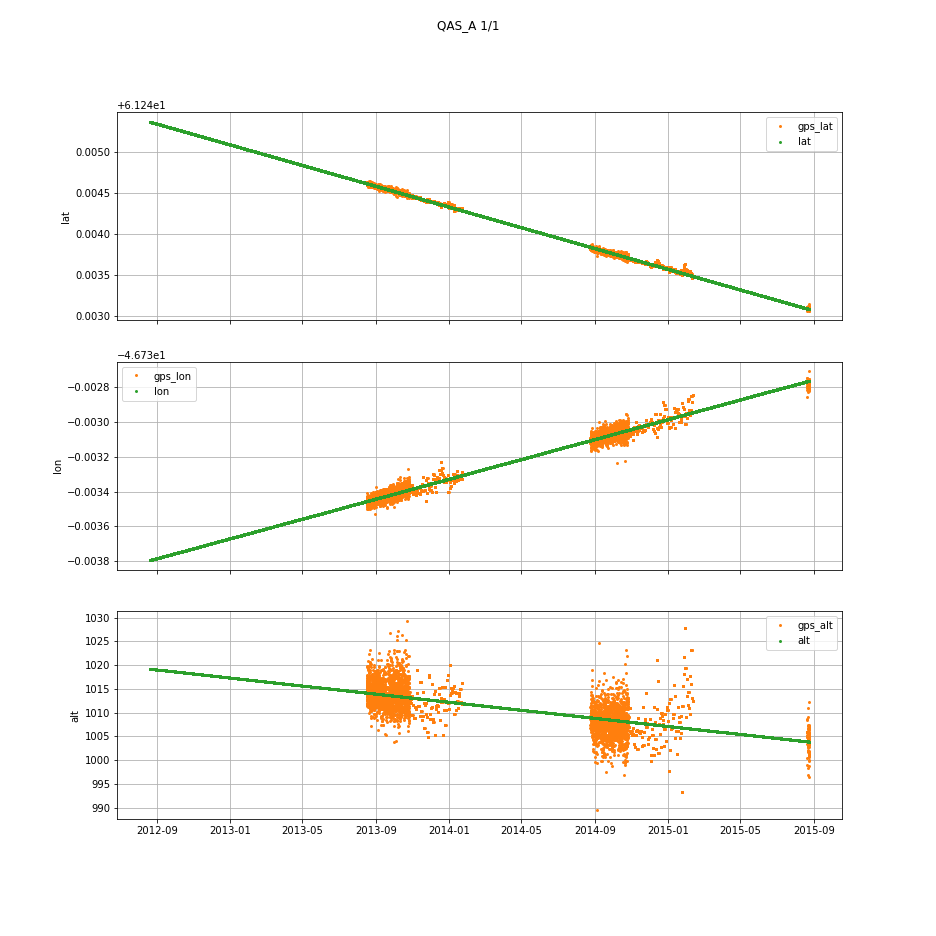 QAS_A 1/1
+6.124e1
0.0050
0.0045
0.0040
0.0035
0.0030
lat
gps_lat
lat
−4.673e1
−0.0028
−0.0030
−0.0032
−0.0034
−0.0036
−0.0038
lon
gps_lon
lon
1030
1025
1020
1015
1010
1005
1000
995
990
alt
gps_alt
alt
2012-09 2013-01 2013-05 2013-09 2014-01 2014-05 2014-09 2015-01 2015-05 2015-09